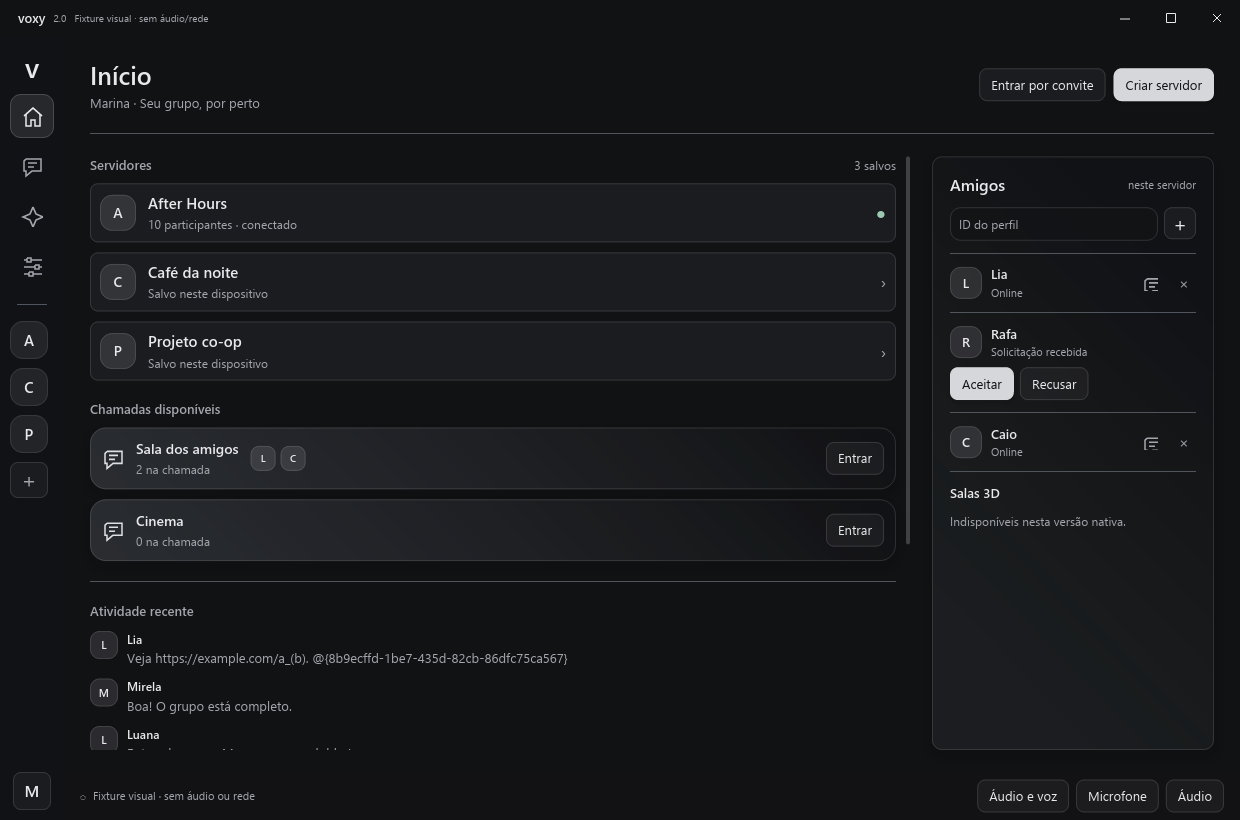 voxy 2.0 Fixture visual · sem áudio/rede
V
Início
Marina · Seu grupo, por perto
Entrar por convite
Criar servidor
Servidores
3 salvos
A
After Hours
10 participantes · conectado
C
Café da noite
Salvo neste dispositivo
P
Projeto co-op
Salvo neste dispositivo
Chamadas disponíveis
Sala dos amigos
2 na chamada
L
C
Entrar
Cinema
0 na chamada
Entrar
Atividade recente
L
Lia
Veja https://example.com/a_(b). @{8b9ecffd-1be7-435d-82cb-86dfc75ca567}
M
Mirela
Boa! O grupo está completo.
L
Luana
Amigos
neste servidor
ID do perfil
+
L
Lia
Online
×
R
Rafa
Solicitação recebida
Aceitar
Recusar
C
Caio
Online
×
Salas 3D
Indisponíveis nesta versão nativa.
A
C
P
+
M
Fixture visual · sem áudio ou rede
Áudio e voz
Microfone
Áudio